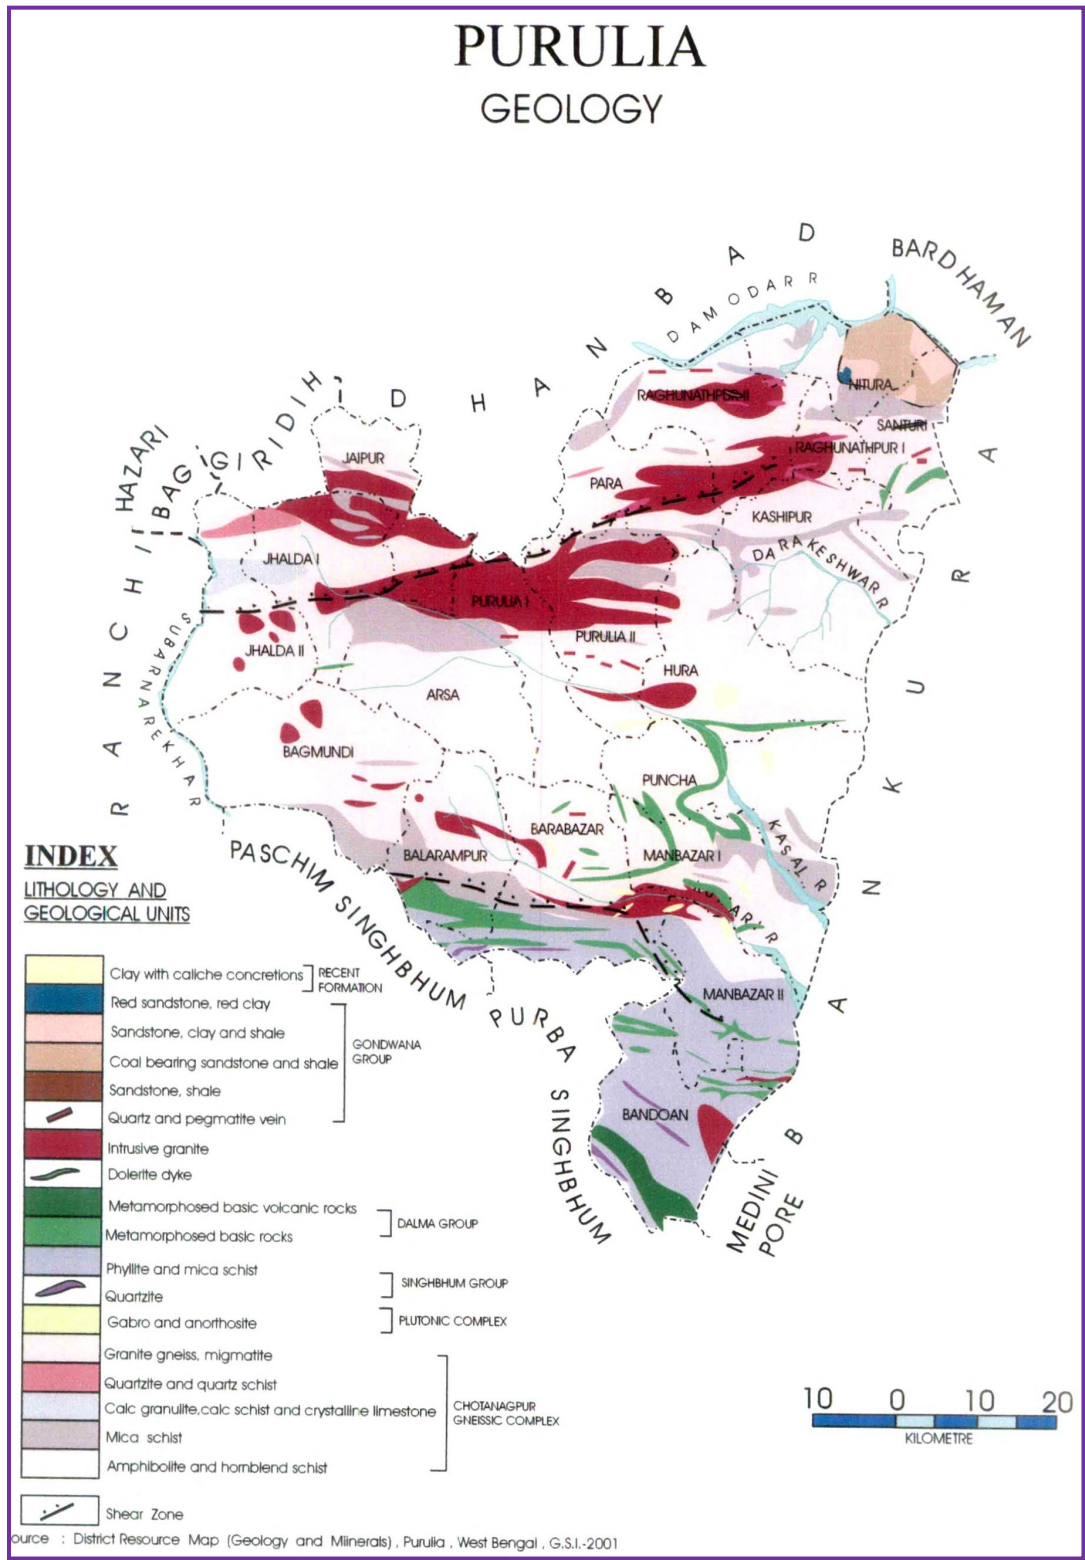 PURULIA
GEOLOGY
DHANBAD
DAMODAR R
BARDHAMAN
HAZARI
BAG
GIRIDIH
RANCHI
SUBARNAREKHA R
NITURA
SANTURI
RAGHUNATHPUR II
RAGHUNATHPUR I
JAIPUR
PARA
KASHIPUR
DARAKESHWAR R
JHALDA I
PURULIA I
PURULIA II
JHALDA II
HURA
ARSA
BAGMUNDI
PUNCHA
BARABAZAR
MANBAZAR I
BALARAMPUR
KASAI R
MANBAZAR II
BANDOAN
BANKURA
PASCHIM SINGHBHUM
PURBA SINGHBHUM
MEDINI
PORE
INDEX
LITHOLOGY AND
GEOLOGICAL UNITS
Clay with caliche concretions
RECENT
FORMATION
Red sandstone, red clay
Sandstone, clay and shale
Coal bearing sandstone and shale
Sandstone, shale
Quartz and pegmatite vein
GONDWANA
GROUP
Intrusive granite
Dolerite dyke
Metamorphosed basic volcanic rocks
Metamorphosed basic rocks
DALMA GROUP
Phyllite and mica schist
Quartzite
SINGHBHUM GROUP
Gabro and anorthosite
PLUTONIC COMPLEX
Granite gneiss, migmatite
Quartzite and quartz schist
Calc granulite,calc schist and crystalline limestone
Mica schist
Amphibolite and hornblend schist
CHOTANAGPUR
GNEISSIC COMPLEX
Shear Zone
10 0 10 20
KILOMETRE
ource : District Resource Map (Geology and Miinerals) , Purulia , West Bengal , G.S.I.-2001